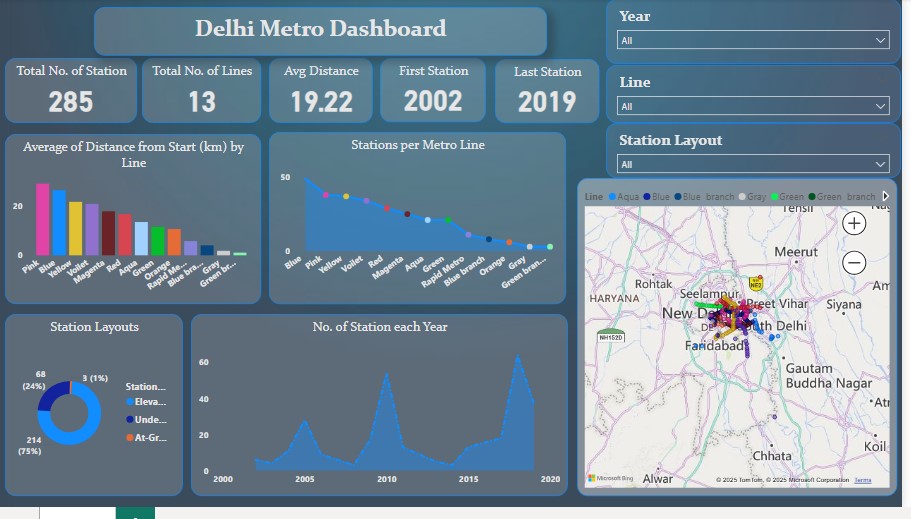 Delhi Metro Dashboard
Year
All
Line
All
Station Layout
All
Total No. of Station
285
Total No. of Lines
13
Avg Distance
19.22
First Station
2002
Last Station
2019
Average of Distance from Start (km) by
Line
20
0
Pink
Blue
Yellow
Voilet
Magenta
Red
Aqua
Green
Orange
Rapid Me...
Blue bra...
Gray
Green br...
Stations per Metro Line
50
0
Blue
Pink
Yellow
Voilet
Red
Magenta
Aqua
Green
Rapid Metro
Blue branch
Orange
Gray
Green bran...
Line Aqua Blue Blue branch Gray Green Green branch
Meerut
Rohtak
NE2
HARYANA
Seelampur
Preet Vihar
Siyana
New De
South Delhi
NH152D
Faridabad
Gautam
Buddha Nagar
Koil
Chhata
Alwar
Microsoft Bing
© 2025 TomTom, © 2025 Microsoft Corporation Terms
Station Layouts
68
(24%)
3 (1%)
214
(75%)
Station...
Eleva...
Unde...
At-Gr...
No. of Station each Year
60
40
20
0
2000
2005
2010
2015
2020